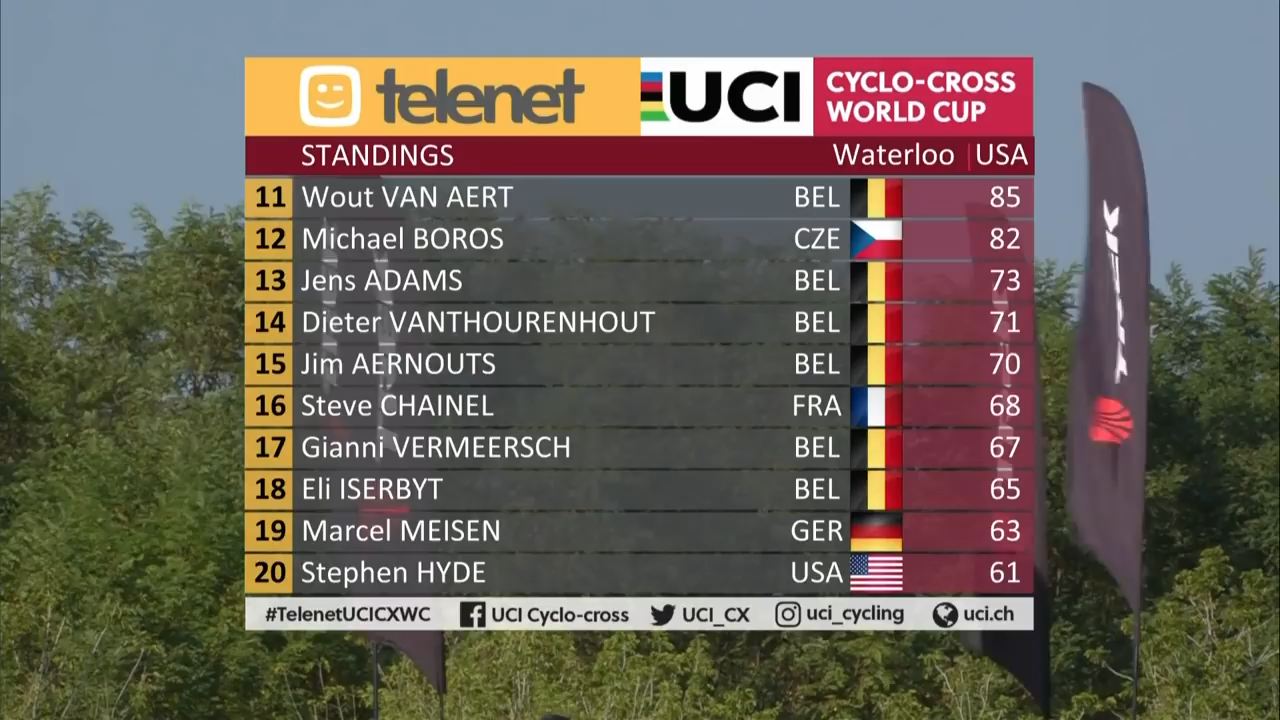 telenet UCI CYCLO-CROSS WORLD CUP
STANDINGS Waterloo | USA
11 Wout VAN AERT BEL 85
12 Michael BOROS CZE 82
13 Jens ADAMS BEL 73
14 Dieter VANTHOURENHOUT BEL 71
15 Jim AERNOUTS BEL 70
16 Steve CHAINEL FRA 68
17 Gianni VERMEERSCH BEL 67
18 Eli ISERBYT BEL 65
19 Marcel MEISEN GER 63
20 Stephen HYDE USA 61
#TelenetUCICXWC UCI Cyclo-cross UCI_CX uci_cycling uci.ch
TREK